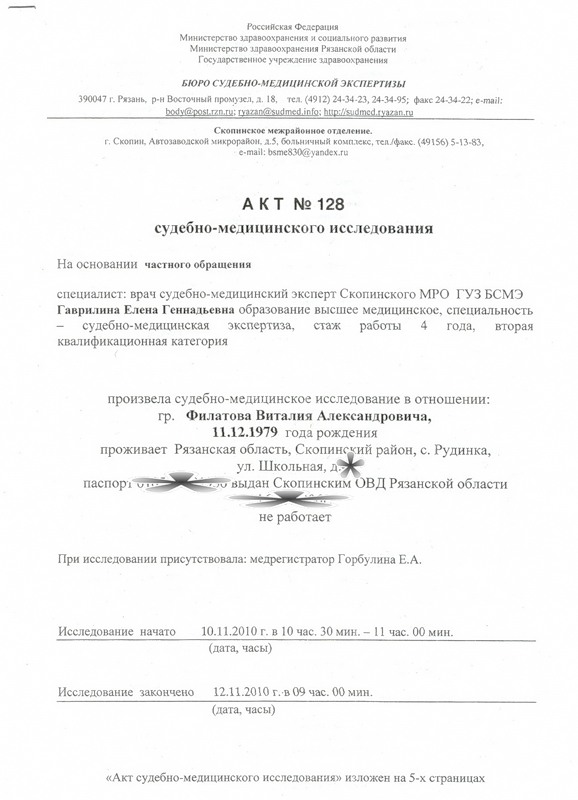 Российская Федерация
Министерство здравоохранения и социального развития
Министерство здравоохранения Рязанской области
Государственное учреждение здравоохранения
БЮРО СУДЕБНО-МЕДИЦИНСКОЙ ЭКСПЕРТИЗЫ
390047 г. Рязань, р-н Восточный промузел, д. 18, тел. (4912) 24-34-23, 24-34-95; факс 24-34-22; e-mail:
body@post.rzn.ru; ryazan@sudmed.info; http://sudmed.ryazan.ru
Скопинское межрайонное отделение.
г. Скопин, Автозаводской микрорайон, д.5, больничный комплекс, тел./факс. (49156) 5-13-83,
e-mail: bsme830@yandex.ru
А К Т № 128
судебно-медицинского исследования
На основании частного обращения
специалист: врач судебно-медицинский эксперт Скопинского МРО ГУЗ БСМЭ
Гаврилина Елена Геннадьевна образование высшее медицинское, специальность
– судебно-медицинская экспертиза, стаж работы 4 года, вторая
квалификационная категория
произвела судебно-медицинское исследование в отношении:
гр. Филатова Виталия Александровича,
11.12.1979 года рождения
проживает Рязанская область, Скопинский район, с. Рудинка,
ул. Школьная, д.
паспорт выдан Скопинским ОВД Рязанской области
не работает
При исследовании присутствовала: медрегистратор Горбулина Е.А.
Исследование начато 10.11.2010 г. в 10 час. 30 мин. – 11 час. 00 мин.
(дата, часы)
Исследование закончено 12.11.2010 г. в 09 час. 00 мин.
(дата, часы)
«Акт судебно-медицинского исследования» изложен на 5-х страницах